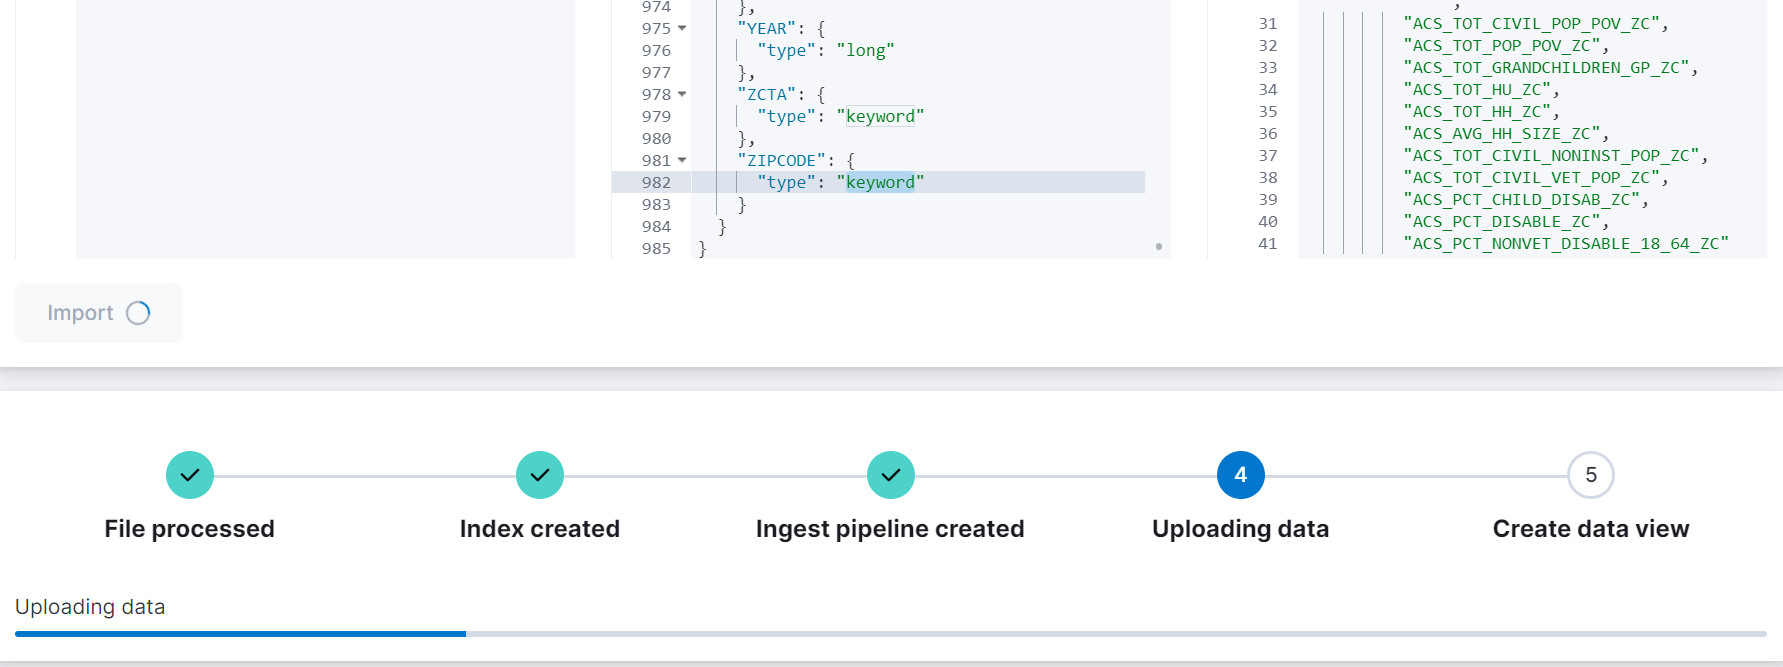 974 },
975 "YEAR": {
976 "type": "long"
977 },
978 "ZCTA": {
979 "type": "keyword"
980 },
981 "ZIPCODE": {
982 "type": "keyword"
983 }
984 }
985 }
31 "ACS_TOT_CIVIL_POP_POV_ZC",
32 "ACS_TOT_POP_POV_ZC",
33 "ACS_TOT_GRANDCHILDREN_GP_ZC",
34 "ACS_TOT_HU_ZC",
35 "ACS_TOT_HH_ZC",
36 "ACS_AVG_HH_SIZE_ZC",
37 "ACS_TOT_CIVIL_NONINST_POP_ZC",
38 "ACS_TOT_CIVIL_VET_POP_ZC",
39 "ACS_PCT_CHILD_DISAB_ZC",
40 "ACS_PCT_DISABLE_ZC",
41 "ACS_PCT_NONVET_DISABLE_18_64_ZC"
Import
4
5
File processed
Index created
Ingest pipeline created
Uploading data
Create data view
Uploading data